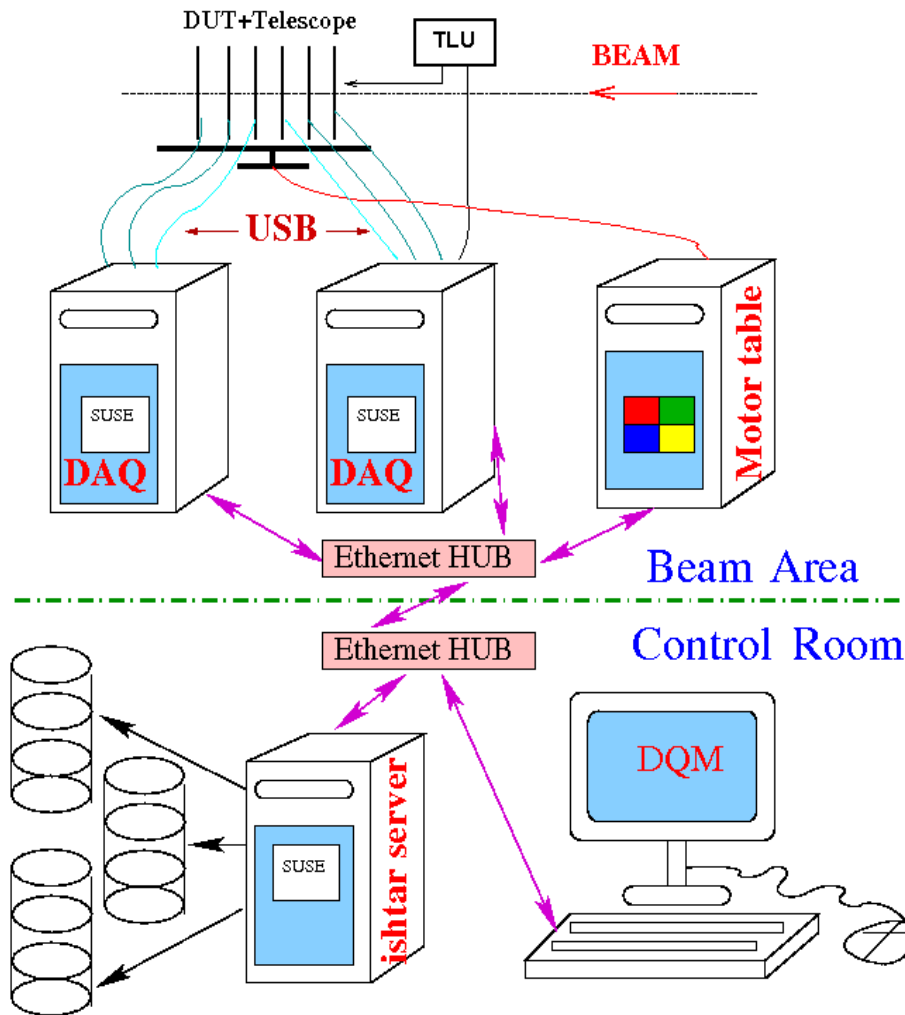 DUT+Telescope
TLU
BEAM
USB
SUSE
DAQ
SUSE
DAQ
Motor table
Ethernet HUB
Beam Area
Ethernet HUB
Control Room
DQM
SUSE
ishtar server